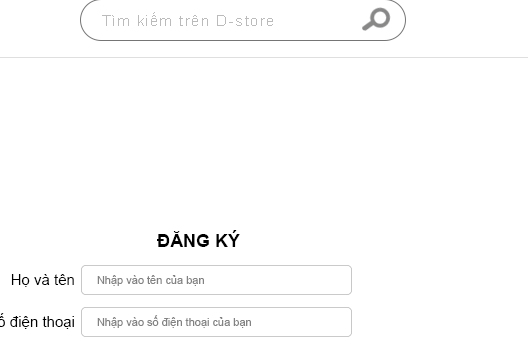 Tìm kiếm trên D-store
ĐĂNG KÝ
Họ và tên Nhập vào tên của bạn
điện thoại Nhập vào số điện thoại của bạn